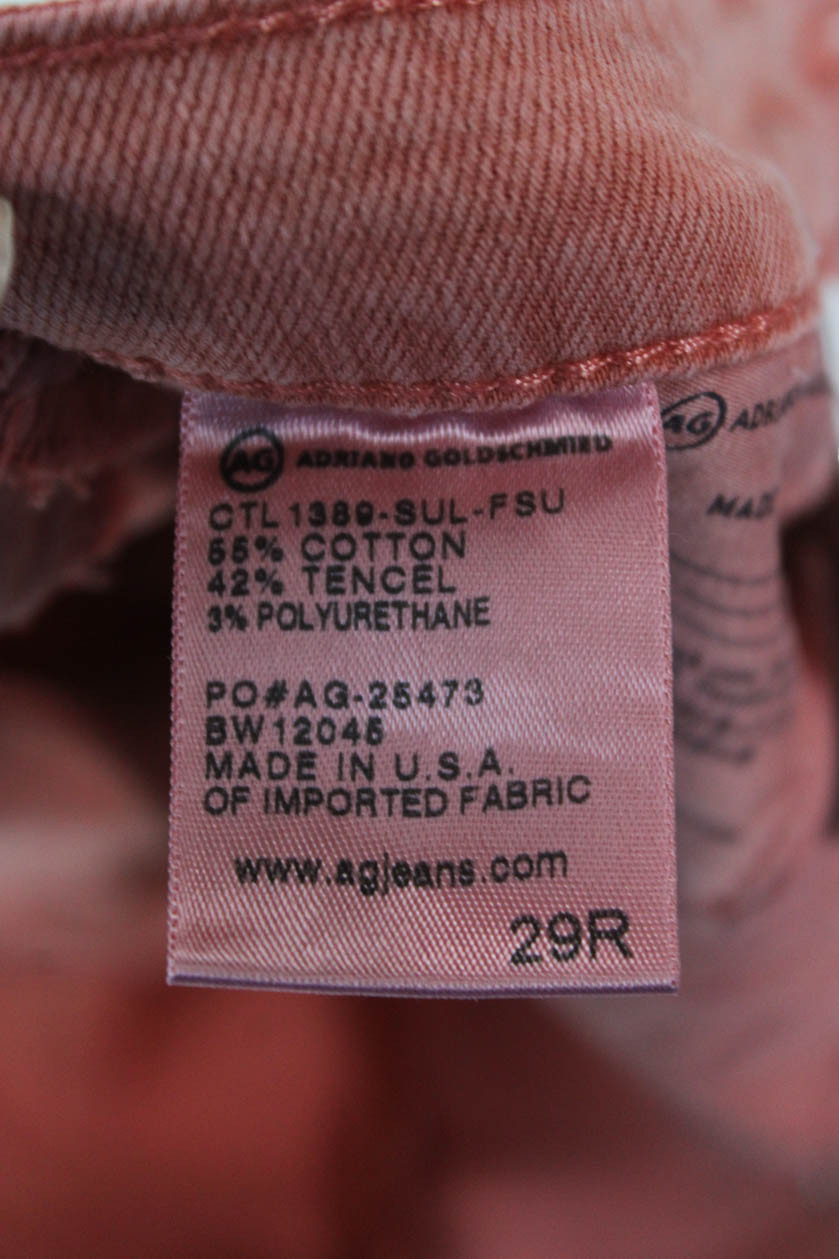 AG ADRIANO GOLDSCHMIED
CTL 1389-SUL-FSU
55% COTTON
42% TENCEL
3% POLYURETHANE
PO#AG-25473
BW12045
MADE IN U.S.A.
OF IMPORTED FABRIC
www.agjeans.com
29R
AG